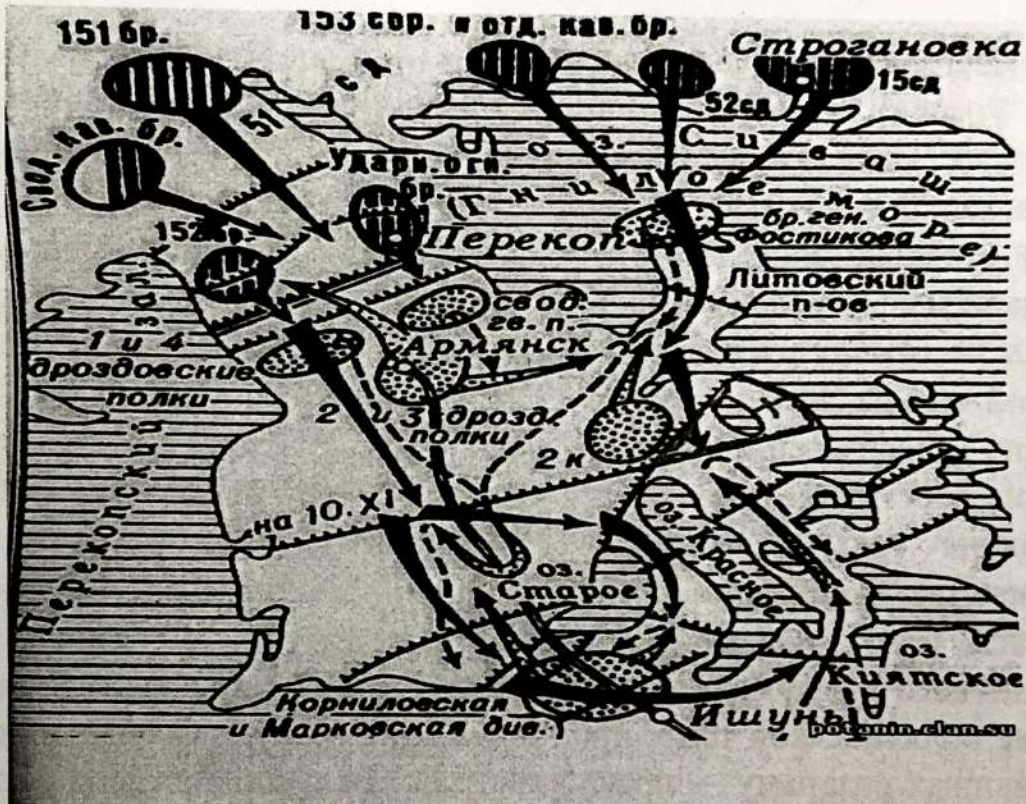 151 бр.
153 сбр. и отд. кав. бр.
Строгановка
15сд
52сд
51 сд
Свод. кав. бр.
Ударн. огн.
бр.
оз. Сиваш
(Гнилое море)
152 бр.
Перекоп
бр. ген.
Фостикова
Литовский
п-ов
свод.
гв. п.
Армянск
1 и 4
дроздовские
полки
2 и 3 дрозд.
полки
2 к
Перекопский зал.
на 10. XI
оз.
Старое
оз. Красное
оз.
Киятское
Корниловская
и Марковская див.
Ишунь
potanin.clan.su